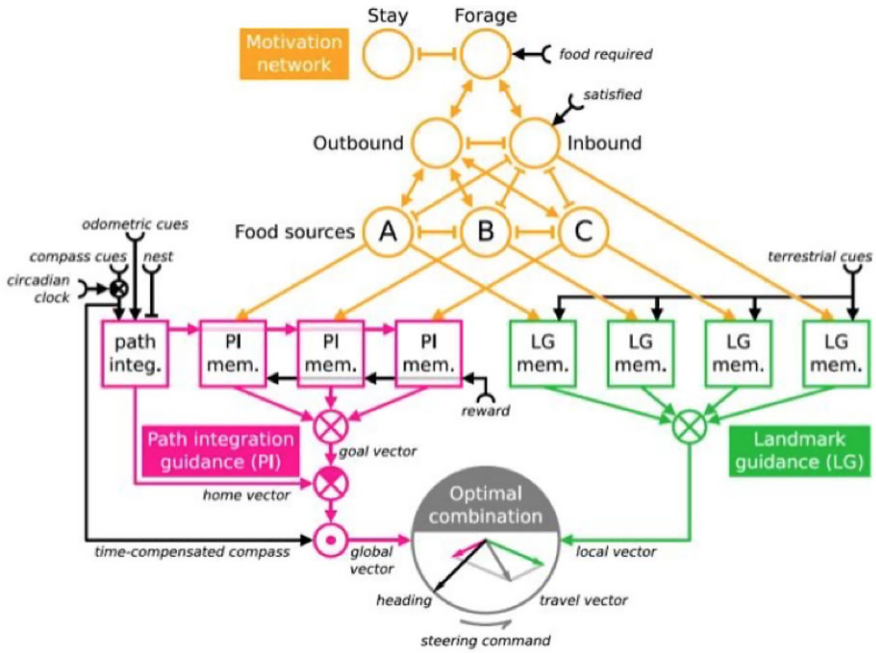 Stay
Forage
Motivation
network
food required
satisfied
Outbound
Inbound
odometric cues
Food sources
A
B
C
compass cues
nest
terrestrial cues
circadian
clock
path
integ.
PI
mem.
PI
mem.
PI
mem.
LG
mem.
LG
mem.
LG
mem.
LG
mem.
reward
Path integration
guidance (PI)
goal vector
Landmark
guidance (LG)
home vector
Optimal
combination
time-compensated compass
global
vector
local vector
heading
travel vector
steering command